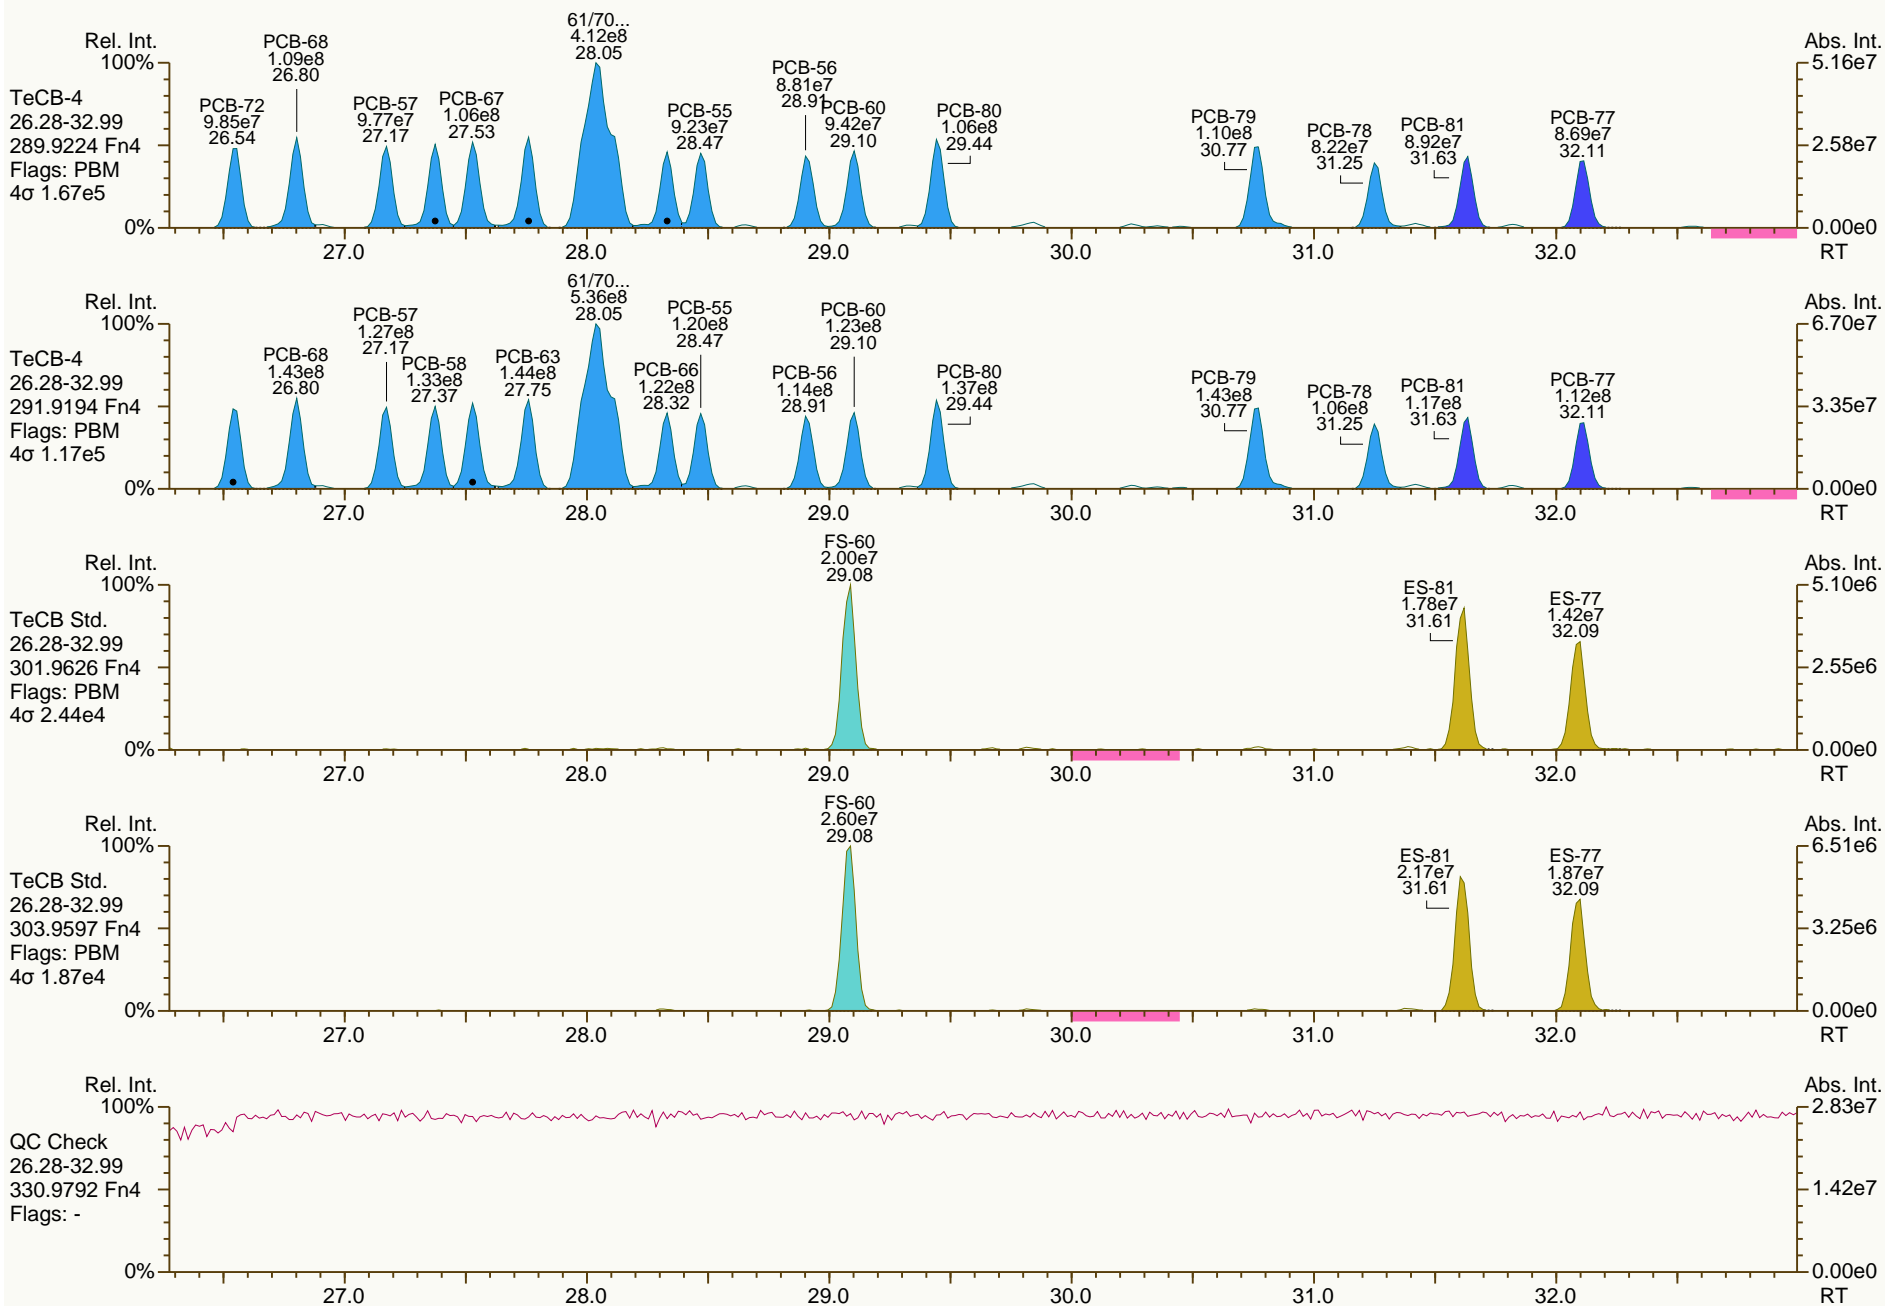 Rel. Int.
100%
0%
TeCB-4
26.28-32.99
289.9224 Fn4
Flags: PBM
4σ 1.67e5
PCB-72
9.85e7
26.54
PCB-68
1.09e8
26.80
PCB-57
9.77e7
27.17
PCB-67
1.06e8
27.53
61/70...
4.12e8
28.05
PCB-55
9.23e7
28.47
PCB-56
8.81e7
28.91
PCB-60
9.42e7
29.10
PCB-80
1.06e8
29.44
PCB-79
1.10e8
30.77
PCB-78
8.22e7
31.25
PCB-81
8.92e7
31.63
PCB-77
8.69e7
32.11
Abs. Int.
5.16e7
2.58e7
0.00e0
27.0 28.0 29.0 30.0 31.0 32.0 RT
Rel. Int.
100%
0%
TeCB-4
26.28-32.99
291.9194 Fn4
Flags: PBM
4σ 1.17e5
PCB-68
1.43e8
26.80
PCB-57
1.27e8
27.17
PCB-58
1.33e8
27.37
PCB-63
1.44e8
27.75
61/70...
5.36e8
28.05
PCB-66
1.22e8
28.32
PCB-55
1.20e8
28.47
PCB-56
1.14e8
28.91
PCB-60
1.23e8
29.10
PCB-80
1.37e8
29.44
PCB-79
1.43e8
30.77
PCB-78
1.06e8
31.25
PCB-81
1.17e8
31.63
PCB-77
1.12e8
32.11
Abs. Int.
6.70e7
3.35e7
0.00e0
27.0 28.0 29.0 30.0 31.0 32.0 RT
Rel. Int.
100%
0%
TeCB Std.
26.28-32.99
301.9626 Fn4
Flags: PBM
4σ 2.44e4
FS-60
2.00e7
29.08
ES-81
1.78e7
31.61
ES-77
1.42e7
32.09
Abs. Int.
5.10e6
2.55e6
0.00e0
27.0 28.0 29.0 30.0 31.0 32.0 RT
Rel. Int.
100%
0%
TeCB Std.
26.28-32.99
303.9597 Fn4
Flags: PBM
4σ 1.87e4
FS-60
2.60e7
29.08
ES-81
2.17e7
31.61
ES-77
1.87e7
32.09
Abs. Int.
6.51e6
3.25e6
0.00e0
27.0 28.0 29.0 30.0 31.0 32.0 RT
Rel. Int.
100%
0%
QC Check
26.28-32.99
330.9792 Fn4
Flags: -
Abs. Int.
2.83e7
1.42e7
0.00e0
27.0 28.0 29.0 30.0 31.0 32.0 RT